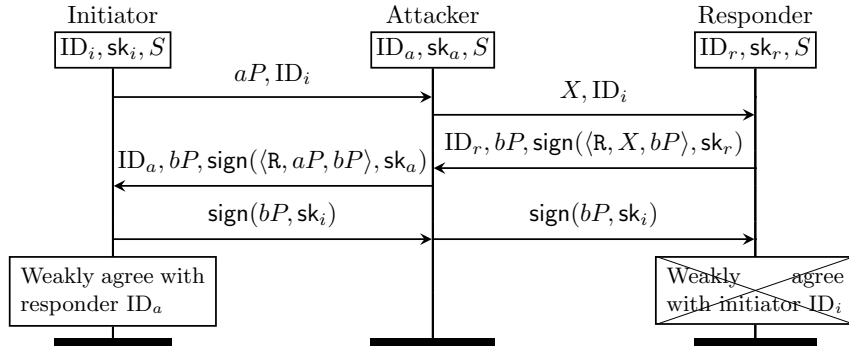 Initiator Attacker Responder
ID_i, sk_i, S ID_a, sk_a, S ID_r, sk_r, S
aP, ID_i
X, ID_i
ID_r, bP, sign(⟨R, X, bP⟩, sk_r)
ID_a, bP, sign(⟨R, aP, bP⟩, sk_a)
sign(bP, sk_i) sign(bP, sk_i)
Weakly agree with
responder ID_a
Weakly agree
with initiator ID_i